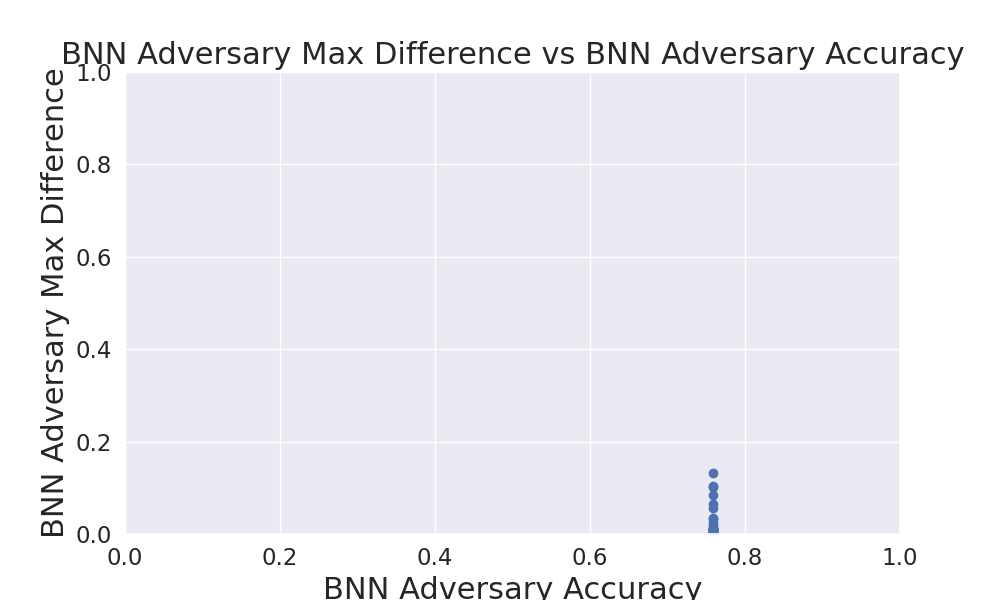 BNN Adversary Max Difference vs BNN Adversary Accuracy
BNN Adversary Max Difference
1.0
0.8
0.6
0.4
0.2
0.0
0.0 0.2 0.4 0.6 0.8 1.0
BNN Adversary Accuracy